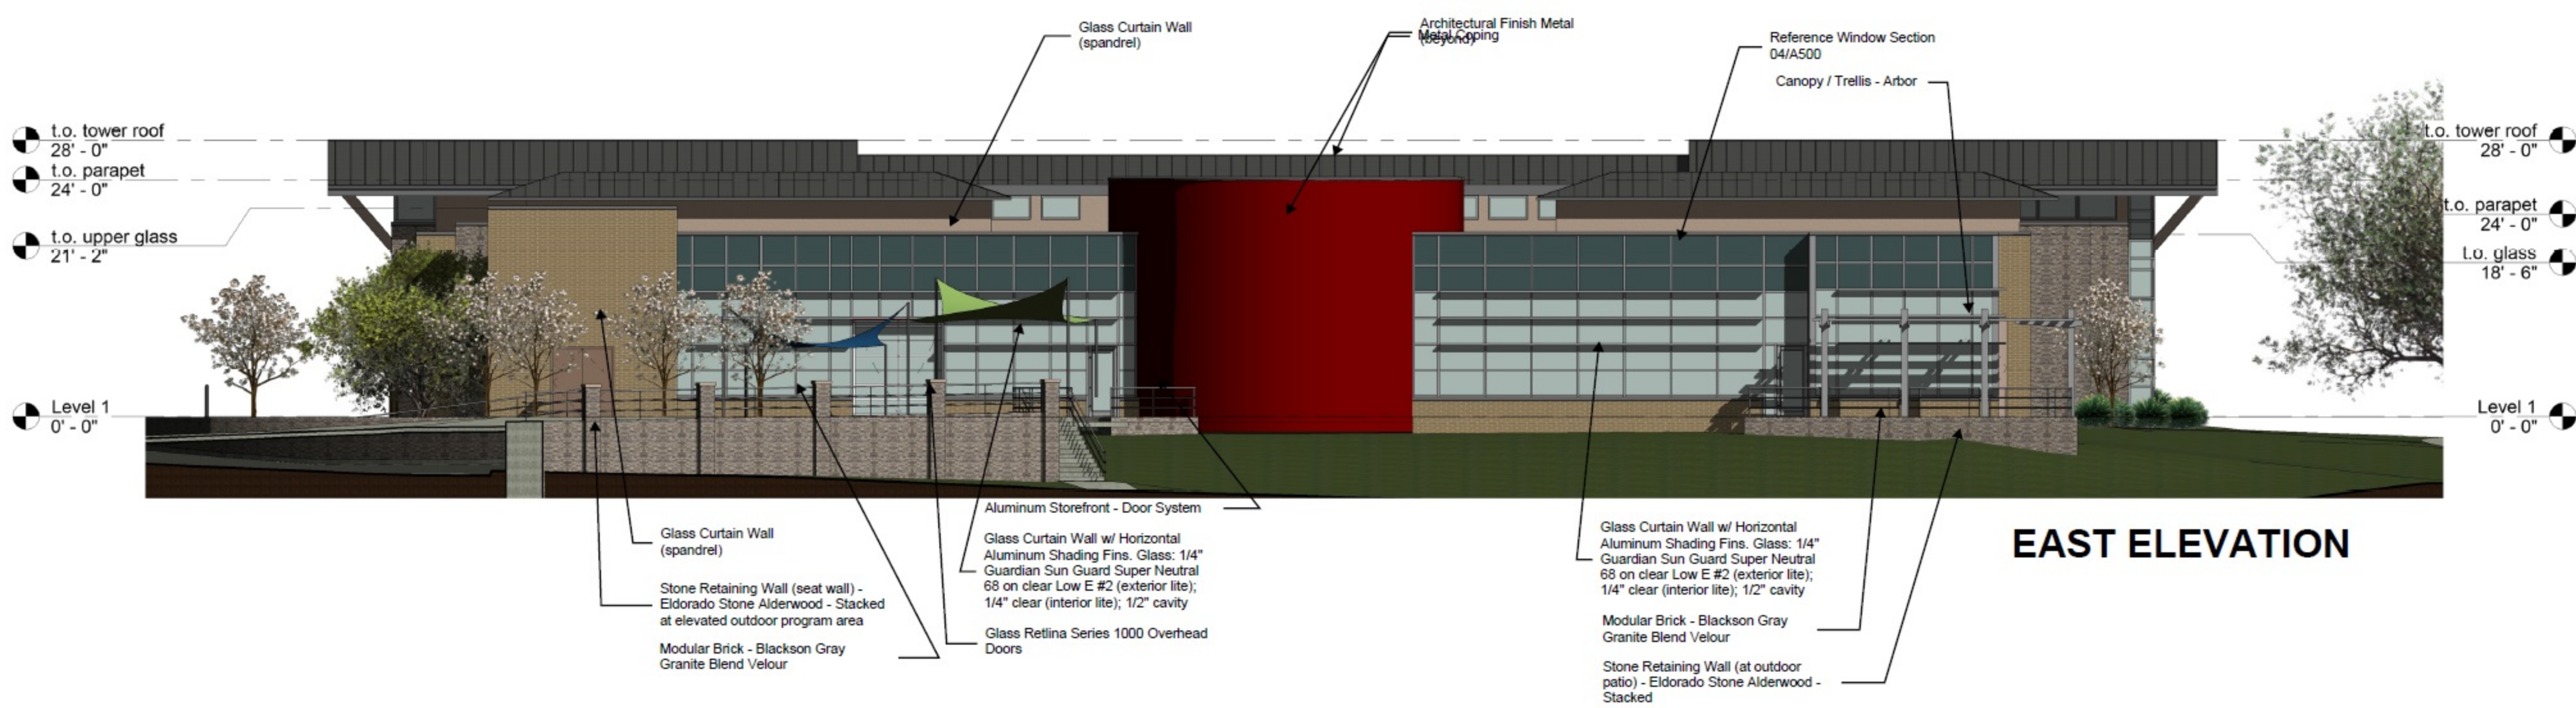 Glass Curtain Wall
(spandrel)
Architectural Finish Metal
(beyond)
Metal Coping
Reference Window Section
04/A500
Canopy / Trellis - Arbor
t.o. tower roof
28' - 0"
t.o. parapet
24' - 0"
t.o. upper glass
21' - 2"
Level 1
0' - 0"
t.o. tower roof
28' - 0"
t.o. parapet
24' - 0"
t.o. glass
18' - 6"
Level 1
0' - 0"
Glass Curtain Wall
(spandrel)
Stone Retaining Wall (seat wall) -
Eldorado Stone Alderwood - Stacked
at elevated outdoor program area
Modular Brick - Blackson Gray
Granite Blend Velour
Aluminum Storefront - Door System
Glass Curtain Wall w/ Horizontal
Aluminum Shading Fins. Glass: 1/4"
Guardian Sun Guard Super Neutral
68 on clear Low E #2 (exterior lite);
1/4" clear (interior lite); 1/2" cavity
Glass Retlina Series 1000 Overhead
Doors
Glass Curtain Wall w/ Horizontal
Aluminum Shading Fins. Glass: 1/4"
Guardian Sun Guard Super Neutral
68 on clear Low E #2 (exterior lite);
1/4" clear (interior lite); 1/2" cavity
Modular Brick - Blackson Gray
Granite Blend Velour
Stone Retaining Wall (at outdoor
patio) - Eldorado Stone Alderwood -
Stacked
EAST ELEVATION